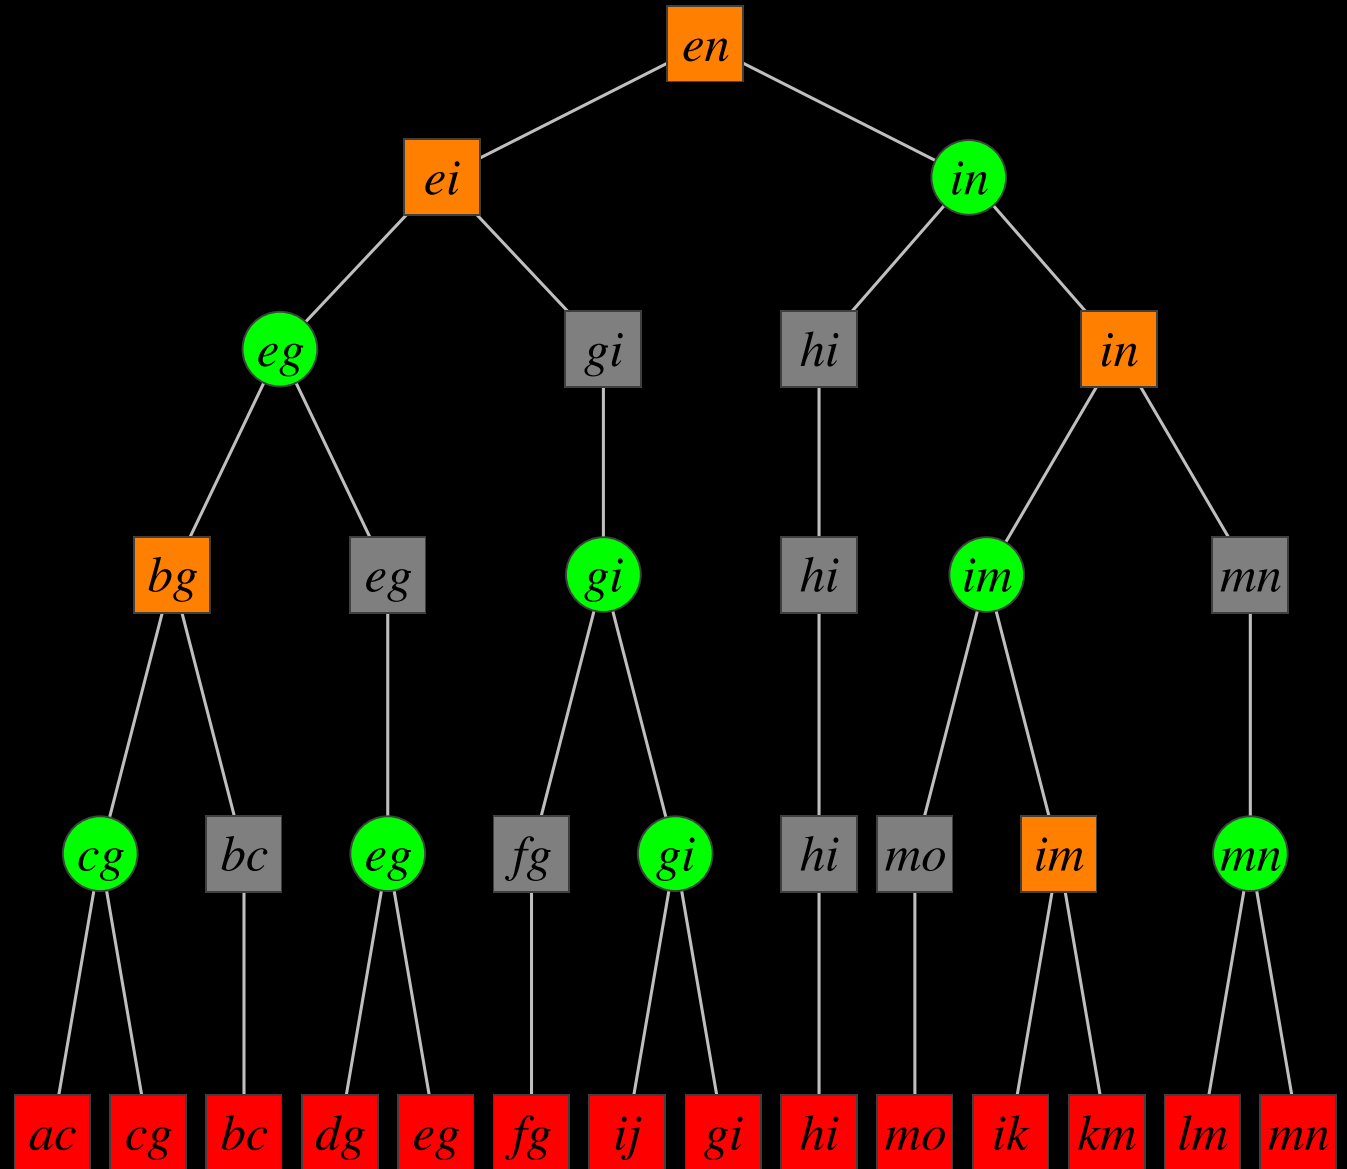 en
ei in
eg gi hi in
bg eg gi hi im mn
cg bc eg fg gi hi mo im mn
ac cg bc dg eg fg ij gi hi mo ik km lm mn